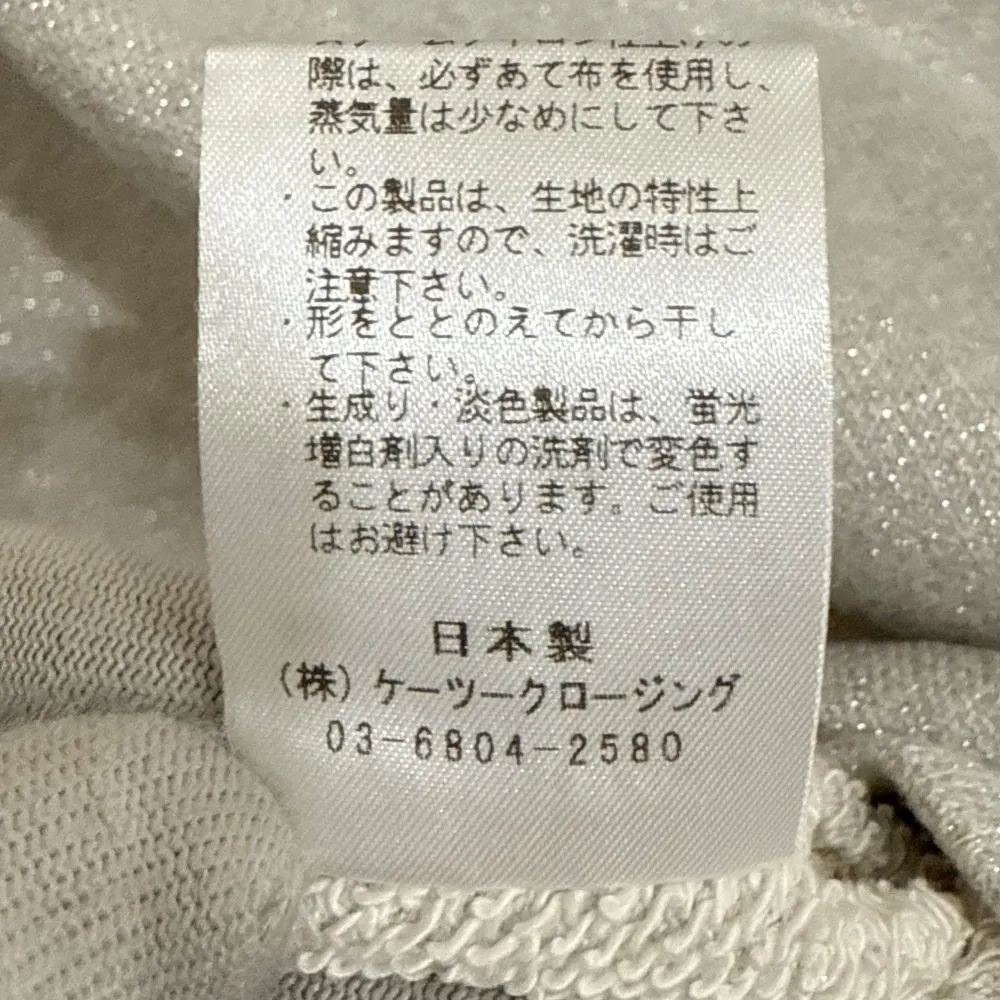 際は、必ずあて布を使用し、
蒸気量は少なめにして下さ
い。
・この製品は、生地の特性上
縮みますので、洗濯時はご
注意下さい。
・形をととのえてから干し
て下さい。
・生成り・淡色製品は、蛍光
増白剤入りの洗剤で変色す
ることがあります。ご使用
はお避け下さい。
日本製
(株)ケーツークロージング
03-6804-2580